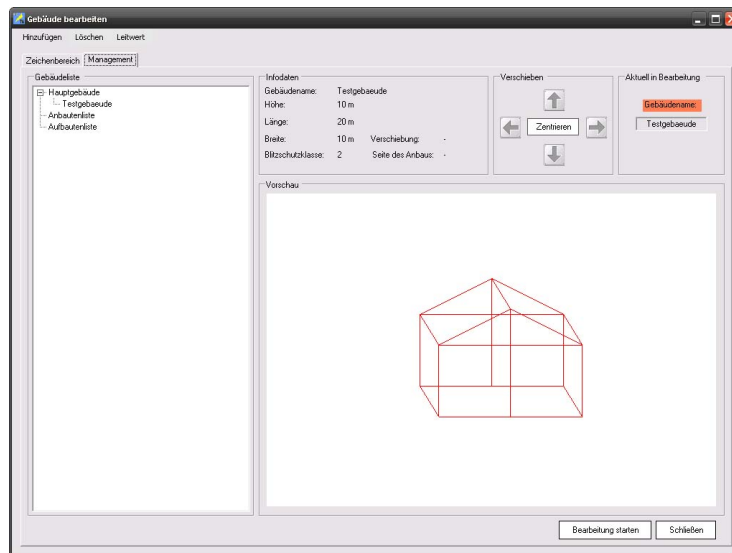 Gebäude bearbeiten
Hinzufügen Löschen Leitwert
Zeichenbereich Management
Gebäudeliste
Hauptgebäude
Testgebaeude
Anbautenliste
Aufbautenliste
Infodaten
Gebäudename: Testgebaeude
Höhe: 10 m
Länge: 20 m
Breite: 10 m Verschiebung: -
Blitzschutzklasse: 2 Seite des Anbaus: -
Verschieben
Zentrieren
Aktuell in Bearbeitung
Gebäudename:
Testgebaeude
Vorschau
Bearbeitung starten Schließen